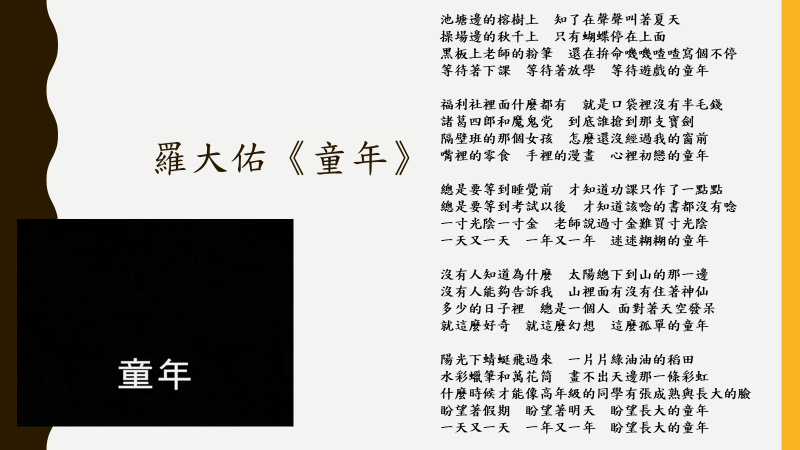 羅大佑《童年》
童年
池塘邊的榕樹上　知了在聲聲叫著夏天
操場邊的秋千上　只有蝴蝶停在上面
黑板上老師的粉筆　還在拚命嘰嘰喳喳寫個不停
等待著下課　等待著放學　等待遊戲的童年
福利社裡面什麼都有　就是口袋裡沒有半毛錢
諸葛四郎和魔鬼党　到底誰搶到那支寶劍
隔壁班的那個女孩　怎麼還沒經過我的窗前
嘴裡的零食　手裡的漫畫　心裡初戀的童年
總是要等到睡覺前　才知道功課只作了一點點
總是要等到考試以後　才知道該唸的書都沒有唸
一寸光陰一寸金　老師說過寸金難買寸光陰
一天又一天　一年又一年　迷迷糊糊的童年
沒有人知道為什麼　太陽總下到山的那一邊
沒有人能夠告訴我　山裡面有沒有住著神仙
多少的日子裡　總是一個人 面對著天空發呆
就這麼好奇　就這麼幻想　這麼孤單的童年
陽光下蜻蜓飛過來　一片片綠油油的稻田
水彩蠟筆和萬花筒　畫不出天邊那一條彩虹
什麼時候才能像高年級的同學有張成熟與長大的臉
盼望著假期　盼望著明天　盼望長大的童年
一天又一天　一年又一年　盼望長大的童年